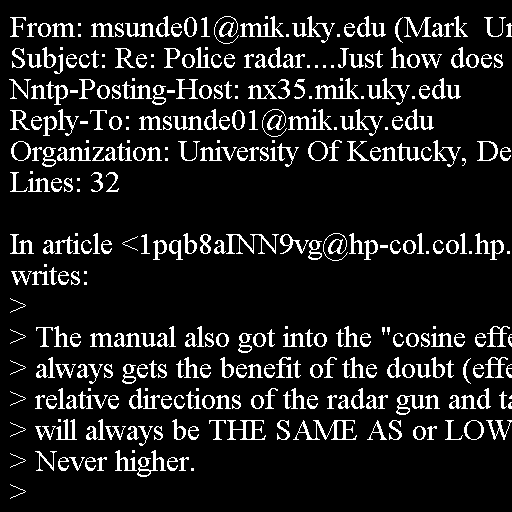 From: msunde01@mik.uky.edu (Mark  Un
Subject: Re: Police radar....Just how does
Nntp-Posting-Host: nx35.mik.uky.edu
Reply-To: msunde01@mik.uky.edu
Organization: University Of Kentucky, De
Lines: 32

In article <1pqb8aINN9vg@hp-col.col.hp.
writes:
>
> The manual also got into the "cosine effe
> always gets the benefit of the doubt (effe
> relative directions of the radar gun and ta
> will always be THE SAME AS or LOW
> Never higher.
>